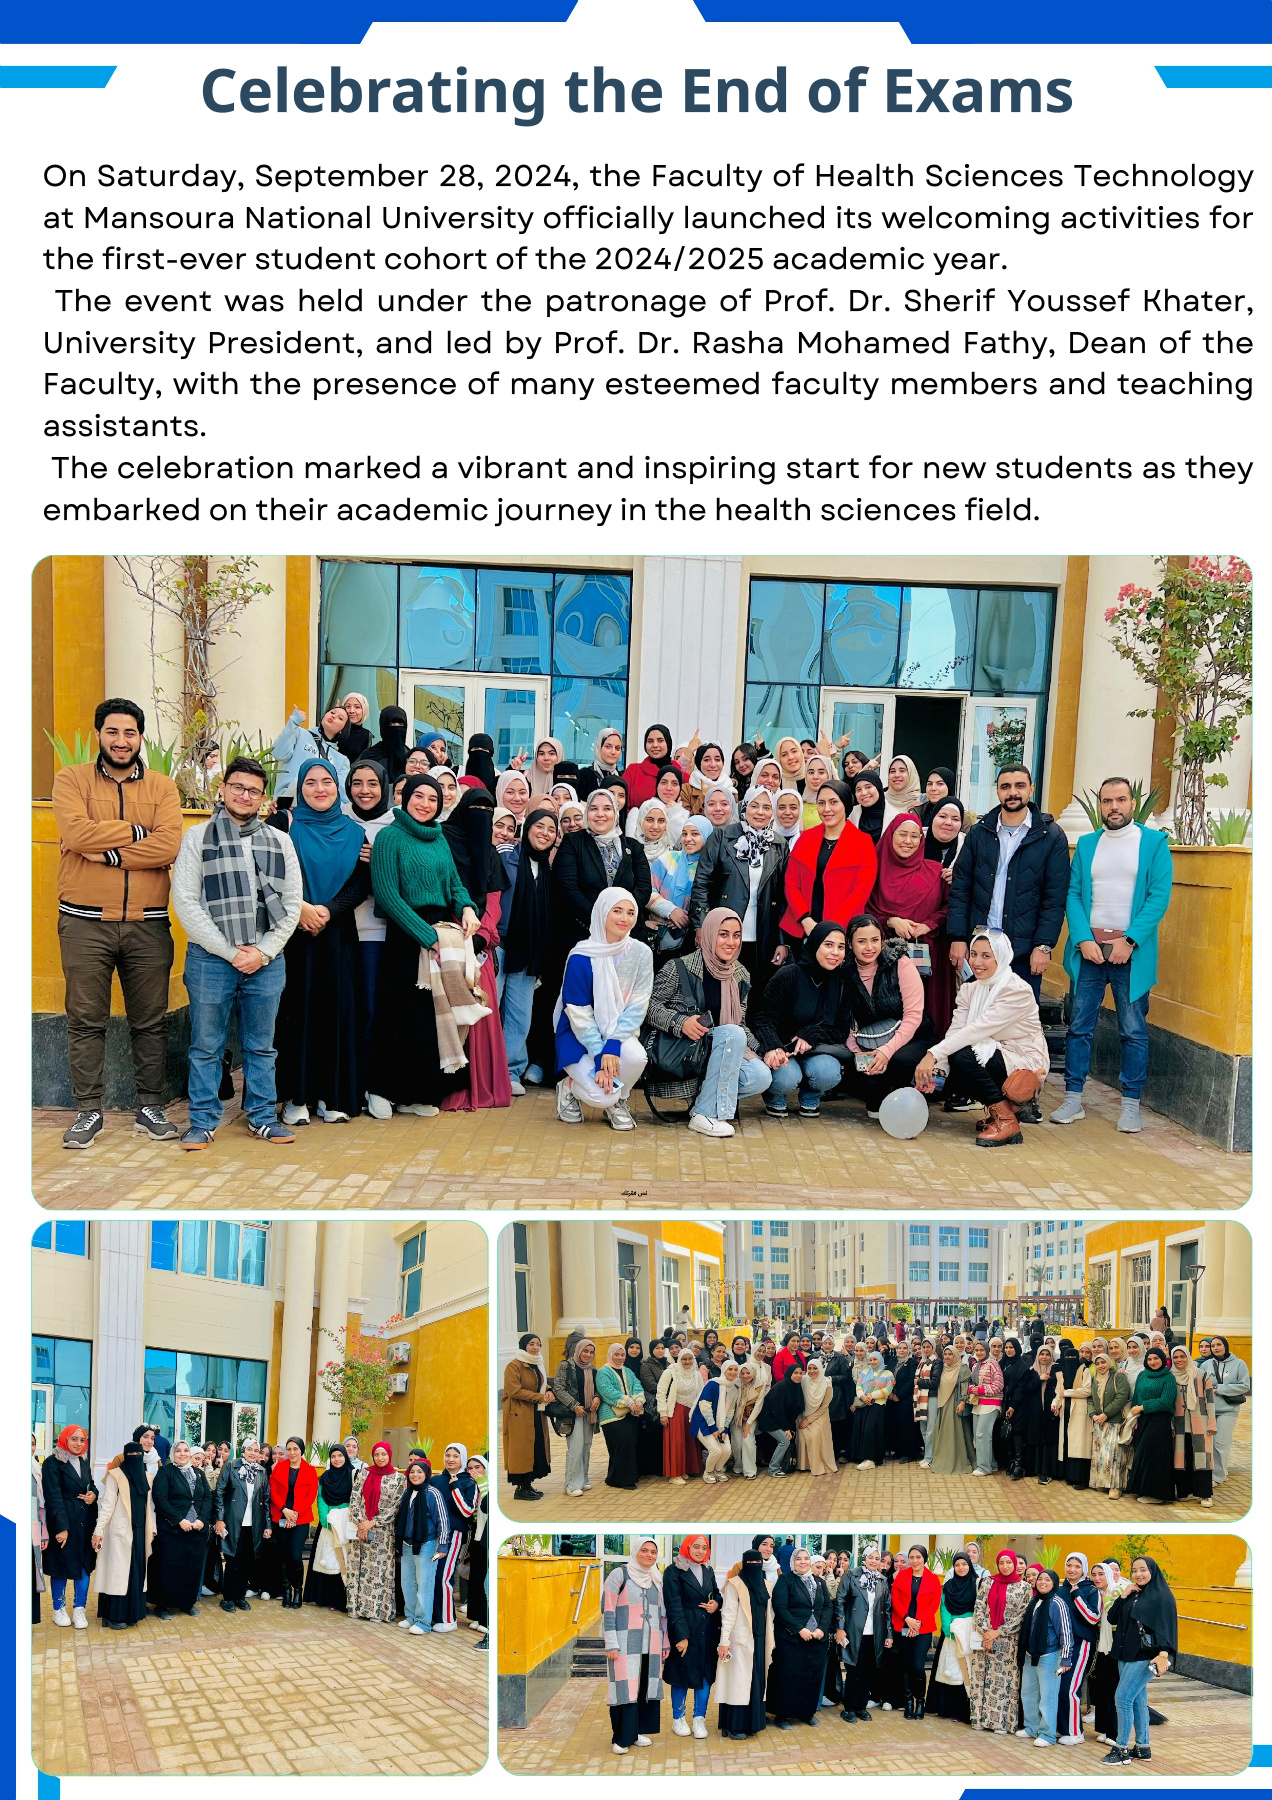 Celebrating the End of Exams
On Saturday, September 28, 2024, the Faculty of Health Sciences Technology
at Mansoura National University officially launched its welcoming activities for
the first-ever student cohort of the 2024/2025 academic year.
The event was held under the patronage of Prof. Dr. Sherif Youssef Khater,
University President, and led by Prof. Dr. Rasha Mohamed Fathy, Dean of the
Faculty, with the presence of many esteemed faculty members and teaching
assistants.
The celebration marked a vibrant and inspiring start for new students as they
embarked on their academic journey in the health sciences field.
نص فقرتك